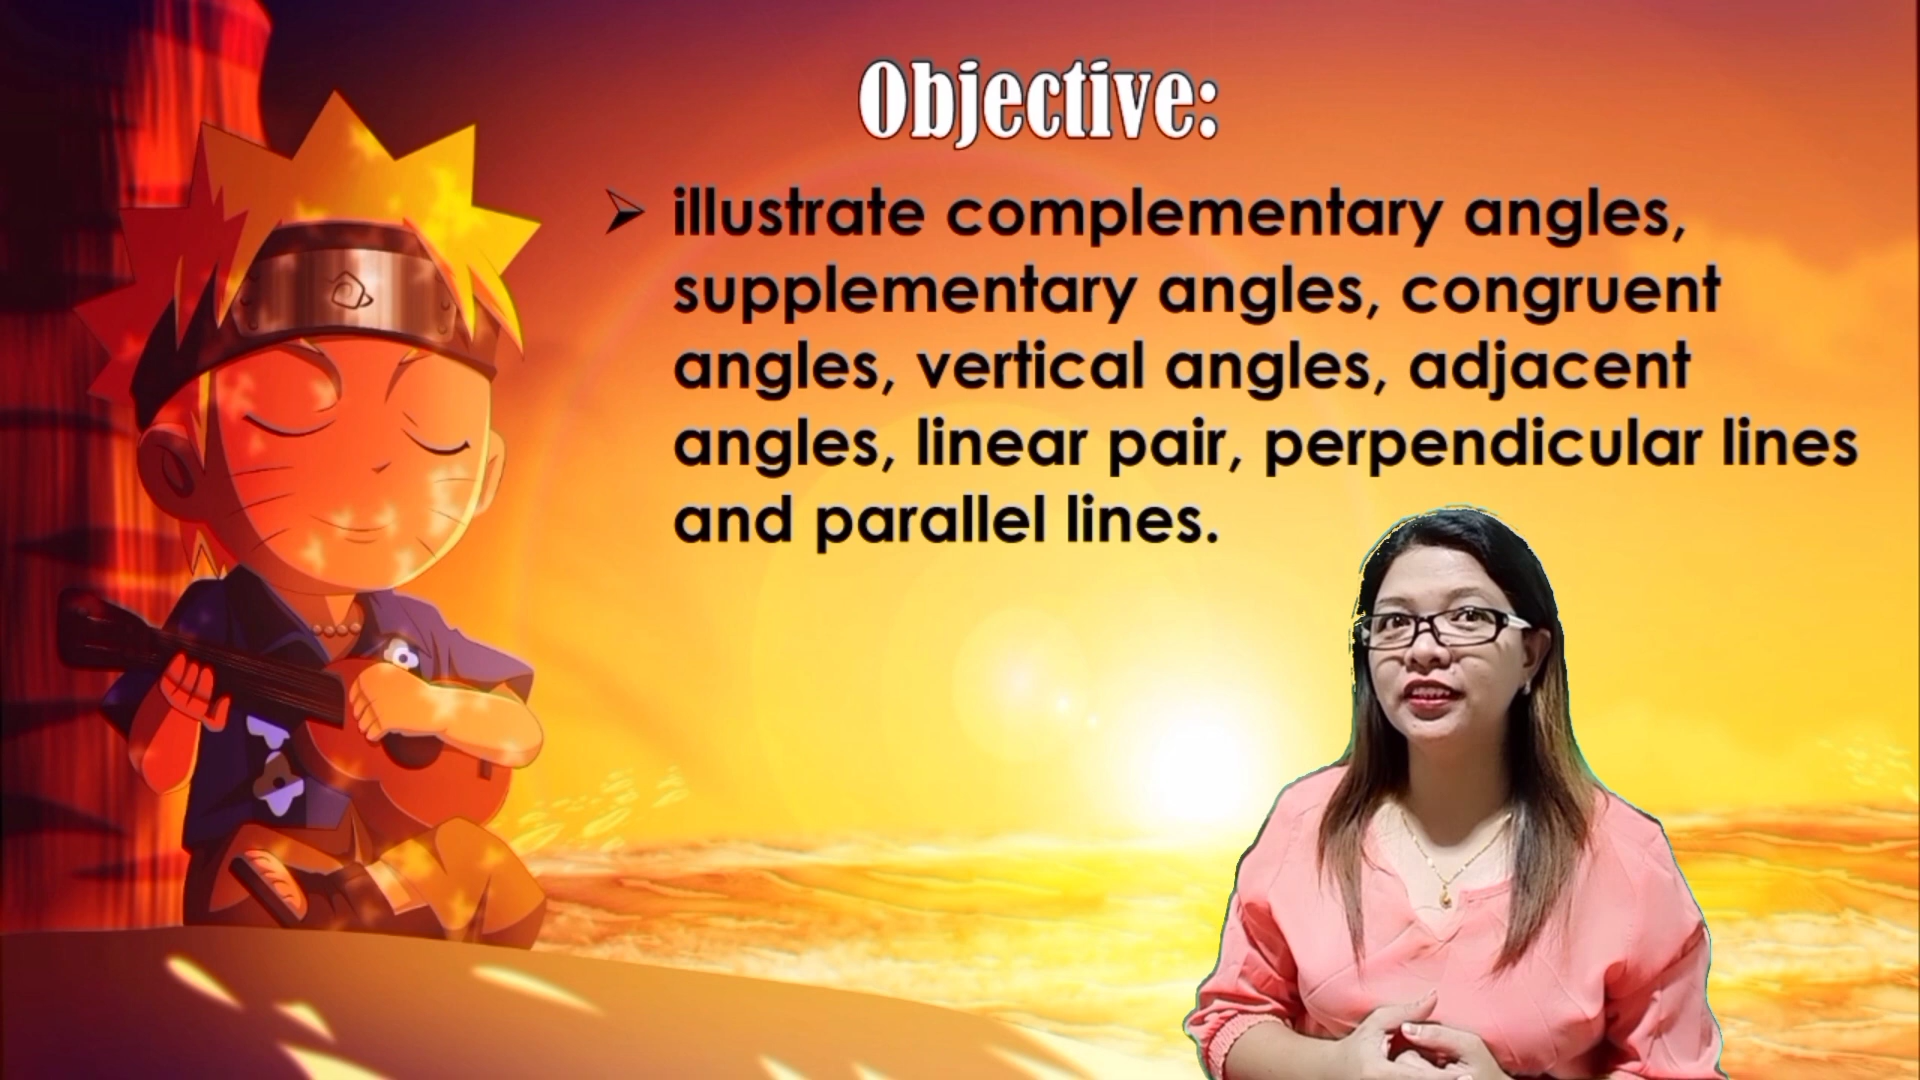 Objective:
➢ illustrate complementary angles,
supplementary angles, congruent
angles, vertical angles, adjacent
angles, linear pair, perpendicular lines
and parallel lines.